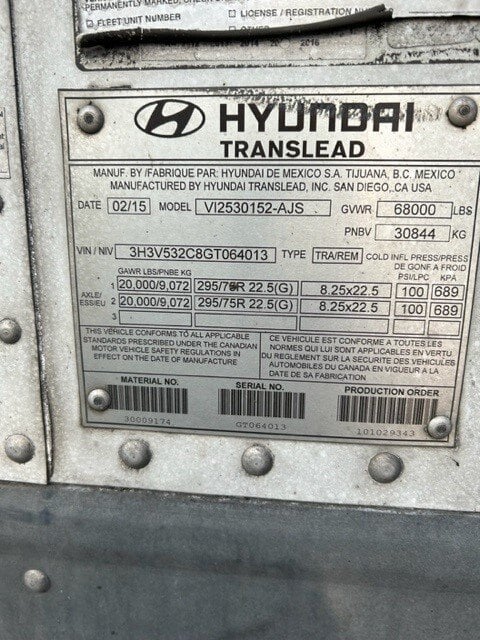 PERMANENTLY MARKED,
FLEET UNIT NUMBER
LICENSE / REGISTRATION
2016
HYUNDAI
TRANSLEAD
MANUF. BY /FABRIQUE PAR: HYUNDAI DE MEXICO S.A. TIJUANA, B.C. MEXICO
MANUFACTURED BY HYUNDAI TRANSLEAD, INC. SAN DIEGO, CA USA
DATE 02/15 MODEL VI2530152-AJS GVWR 68000 LBS
PNBV 30844 KG
VIN / NIV 3H3V532C8GT064013 TYPE TRA/REM COLD INFL PRESS/PRESS
DE GONF A FROID
GAWR LBS/PNBE KG PSI/LPC KPA
AXLE/ESSIEU 1 20,000/9,072 295/75R 22.5(G) 8.25x22.5 100 689
2 20,000/9,072 295/75R 22.5(G) 8.25x22.5 100 689
3
THIS VEHICLE CONFORMS TO ALL APPLICABLE
STANDARDS PRESCRIBED UNDER THE CANADIAN
MOTOR VEHICLE SAFETY REGULATIONS IN
EFFECT ON THE DATE OF MANUFACTURE
CE VEHICULE EST CONFORME A TOUTES LES
NORMES QUI LUI SONT APPLICABLES EN VERTU
DU REGLEMENT SUR LA SECURITE DES VEHICULES
AUTOMOBILES DU CANADA EN VIGUEUR A LA
DATE DE SA FABRICATION
MATERIAL NO. SERIAL NO. PRODUCTION ORDER
30009174 GT064013 101029343